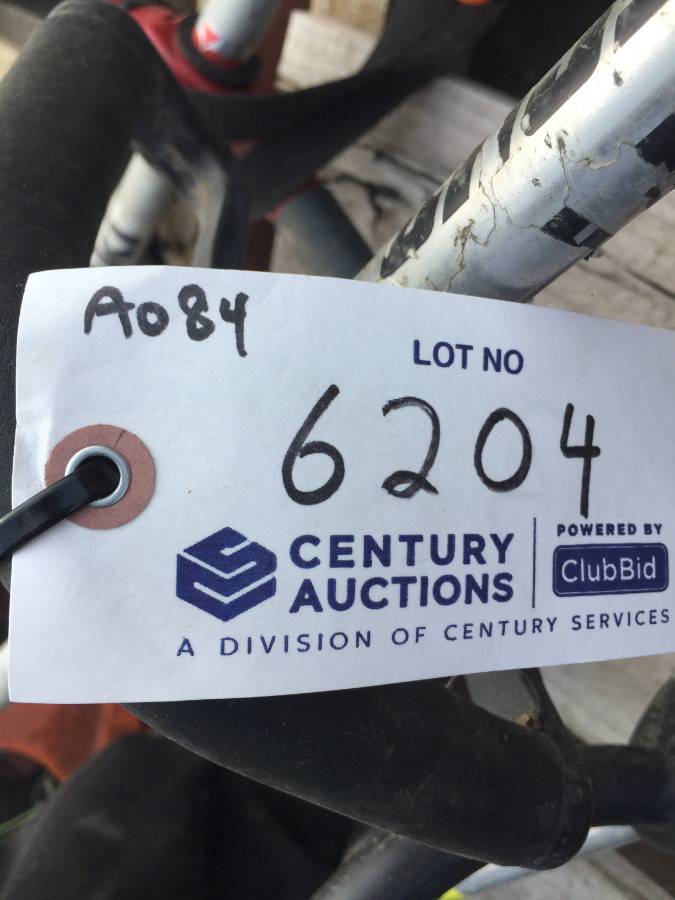 A084
LOT NO
6204
CENTURY
AUCTIONS
POWERED BY
ClubBid
A DIVISION OF CENTURY SERVICES